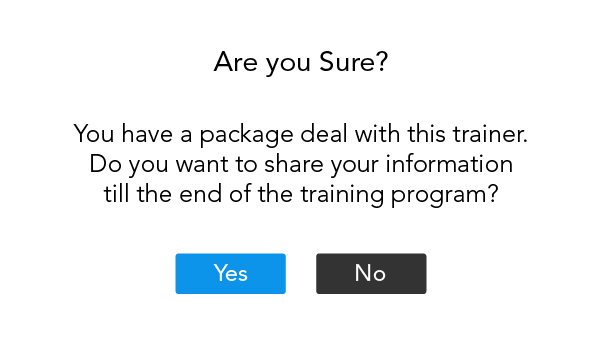 Are you Sure?
You have a package deal with this trainer.
Do you want to share your information
till the end of the training program?
Yes
No